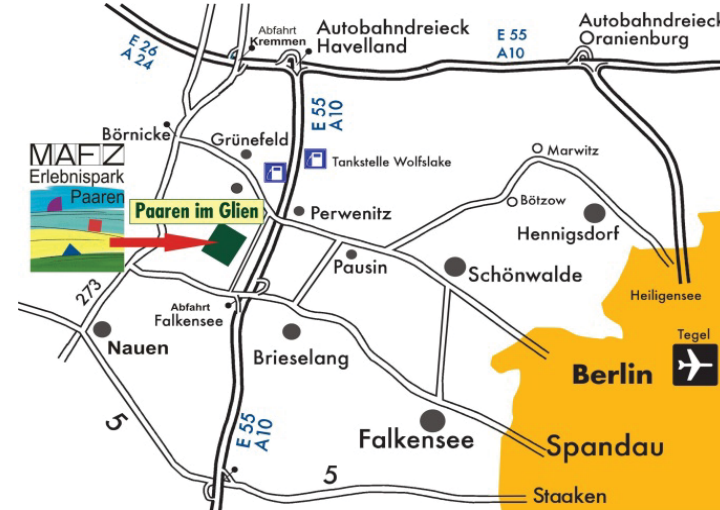 Autobahndreieck
Oranienburg
Abfahrt
Kremmen
Autobahndreieck
Havelland
E 55
A10
E 26
A 24
E 55
A10
Börnicke
Grünefeld
Marwitz
Tankstelle Wolfslake
MAFZ
Erlebnispark
Paaren
Paaren im Glien
Perwenitz
Bötzow
Hennigsdorf
Pausin
Schönwalde
273
Heiligensee
Abfahrt
Falkensee
Nauen
Brieselang
Tegel
Berlin
5
E 55
A10
Falkensee
Spandau
5
Staaken